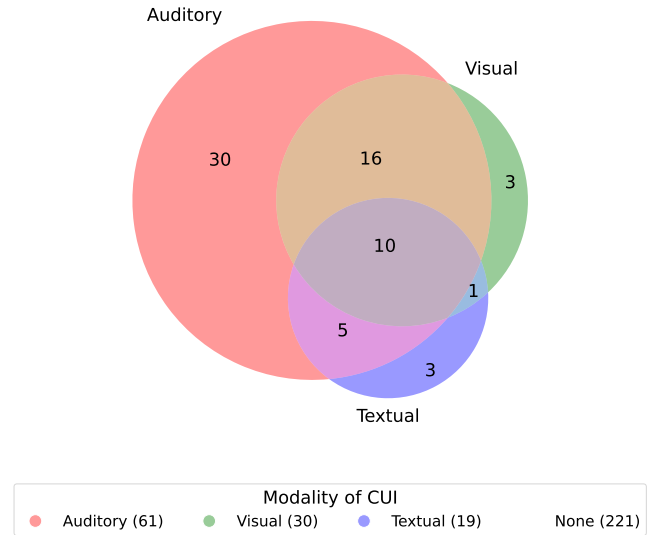 Auditory
Visual
30
16
3
10
1
5
3
Textual
Modality of CUI
Auditory (61)
Visual (30)
Textual (19)
None (221)